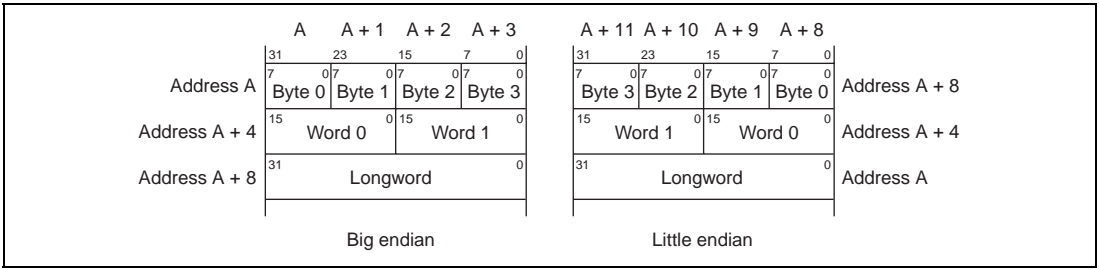 A A + 1 A + 2 A + 3 A + 11 A + 10 A + 9 A + 8
31 23 15 7 0 31 23 15 7 0
7 0 7 0 7 0 7 0 7 0 7 0 7 0 7 0
Address A Byte 0 Byte 1 Byte 2 Byte 3 Byte 3 Byte 2 Byte 1 Byte 0 Address A + 8
15 0 15 0 15 0 15 0
Address A + 4 Word 0 Word 1 Word 1 Word 0 Address A + 4
31 0 31 0
Address A + 8 Longword Longword Address A
Big endian Little endian